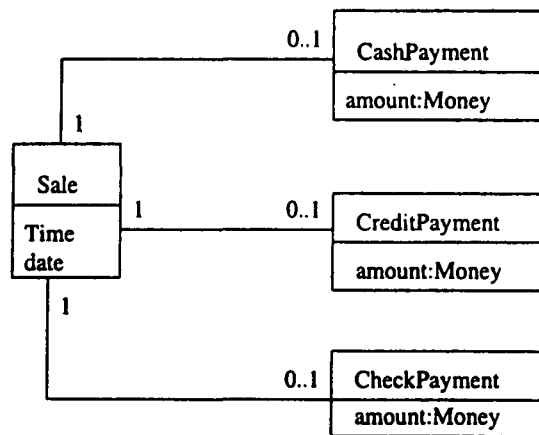 0..1
CashPayment
amount:Money
1
Sale
Time
date
1
0..1
CreditPayment
amount:Money
1
0..1
CheckPayment
amount:Money